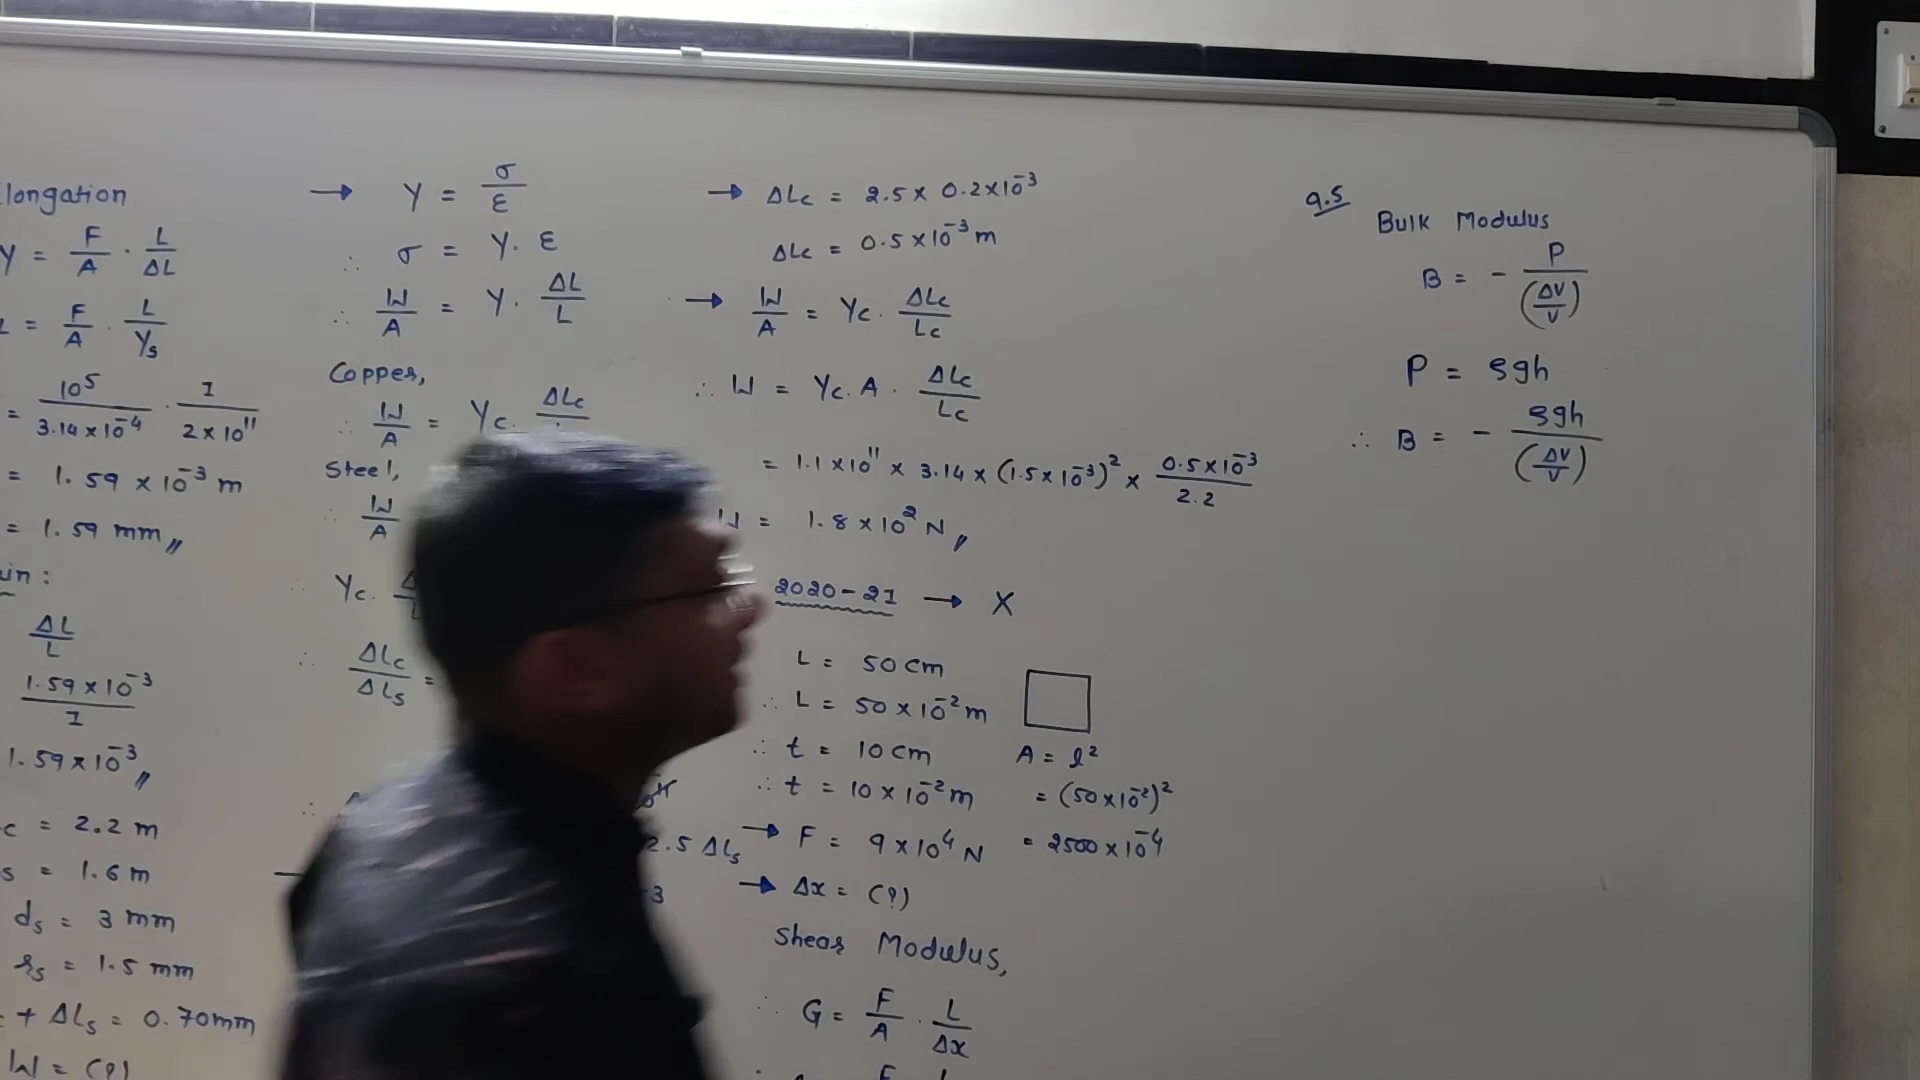 longation
Y = F/A · L/ΔL
= F/A · L/Ys
= 10^5/3.14×10^-4 · 1/2×10^11
= 1.59 × 10^-3 m
= 1.59 mm
in :
ΔL/L
1.59×10^-3/1
1.59×10^-3
c = 2.2 m
s = 1.6 m
ds = 3 mm
rs = 1.5 mm
+ ΔLs = 0.70mm
W = (?)
→ Y = σ/ε
∴ σ = Y. ε
∴ W/A = Y. ΔL/L
Copper,
∴ W/A = Yc. ΔLc
Steel,
∴ W/A
∴ Yc.
∴ ΔLc/ΔLs =
2.5 ΔLs
→ ΔLc = 2.5 × 0.2×10^-3
ΔLc = 0.5×10^-3 m
→ W/A = Yc. ΔLc/Lc
∴ W = Yc. A. ΔLc/Lc
= 1.1×10^11 × 3.14 × (1.5×10^-3)^2 × 0.5×10^-3/2.2
W = 1.8×10^2 N
2020-21 → X
L = 50 cm
∴ L = 50×10^-2 m
∴ t = 10 cm
∴ t = 10×10^-2 m
→ F = 9×10^4 N
→ Δx = (?)
A = l^2
= (50×10^-2)^2
= 2500×10^-4
Shear Modulus,
∴ G = F/A · L/Δx
F L
9.5
Bulk Modulus
B = - P/(ΔV/V)
P = ρgh
∴ B = - ρgh/(ΔV/V)